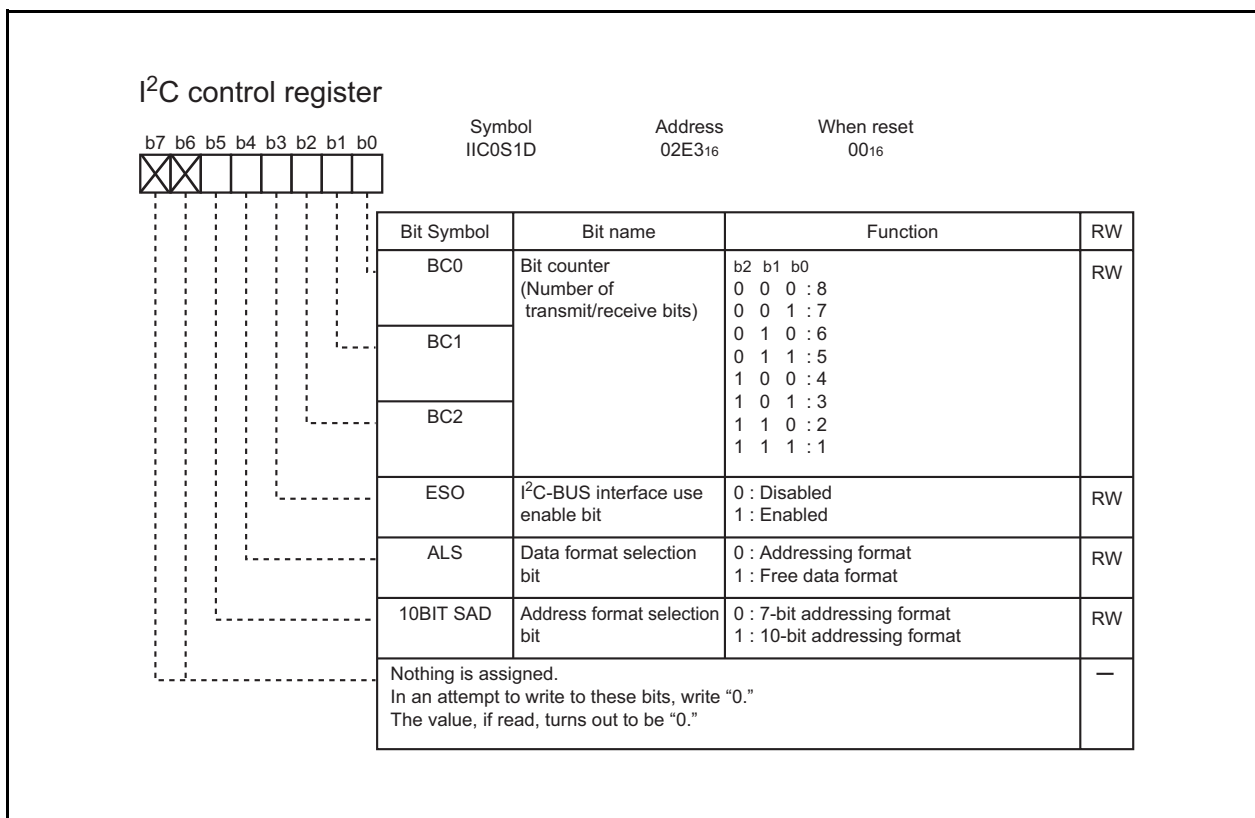 I²C control register
Symbol Address When reset
b7 b6 b5 b4 b3 b2 b1 b0
IIC0S1D 02E316 0016
Bit Symbol Bit name Function RW
BC0 Bit counter b2 b1 b0 RW
(Number of 0 0 0 : 8
transmit/receive bits) 0 0 1 : 7
0 1 0 : 6
BC1 0 1 1 : 5
1 0 0 : 4
1 0 1 : 3
BC2 1 1 0 : 2
1 1 1 : 1
ESO I²C-BUS interface use 0 : Disabled RW
enable bit 1 : Enabled
ALS Data format selection 0 : Addressing format RW
bit 1 : Free data format
10BIT SAD Address format selection 0 : 7-bit addressing format RW
bit 1 : 10-bit addressing format
Nothing is assigned. —
In an attempt to write to these bits, write “0.”
The value, if read, turns out to be “0.”